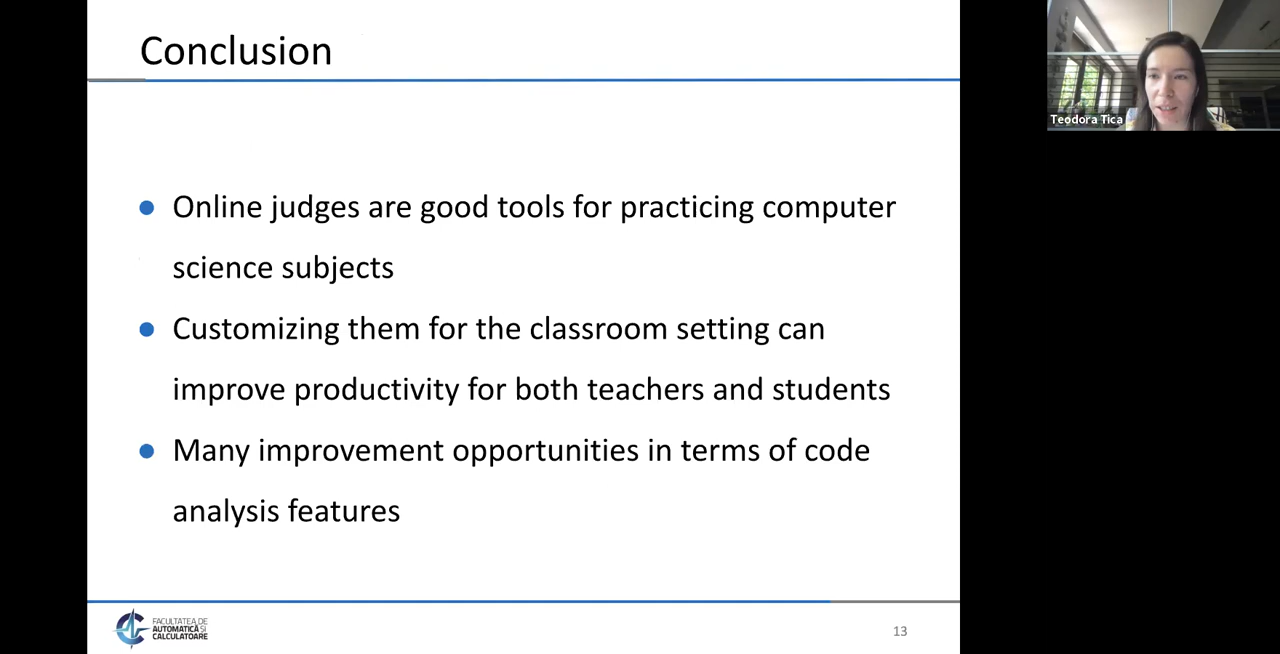 Conclusion
Teodora Tica
● Online judges are good tools for practicing computer
science subjects
● Customizing them for the classroom setting can
improve productivity for both teachers and students
● Many improvement opportunities in terms of code
analysis features
FACULTATEA DE
AUTOMATICĂ ȘI
CALCULATOARE
13